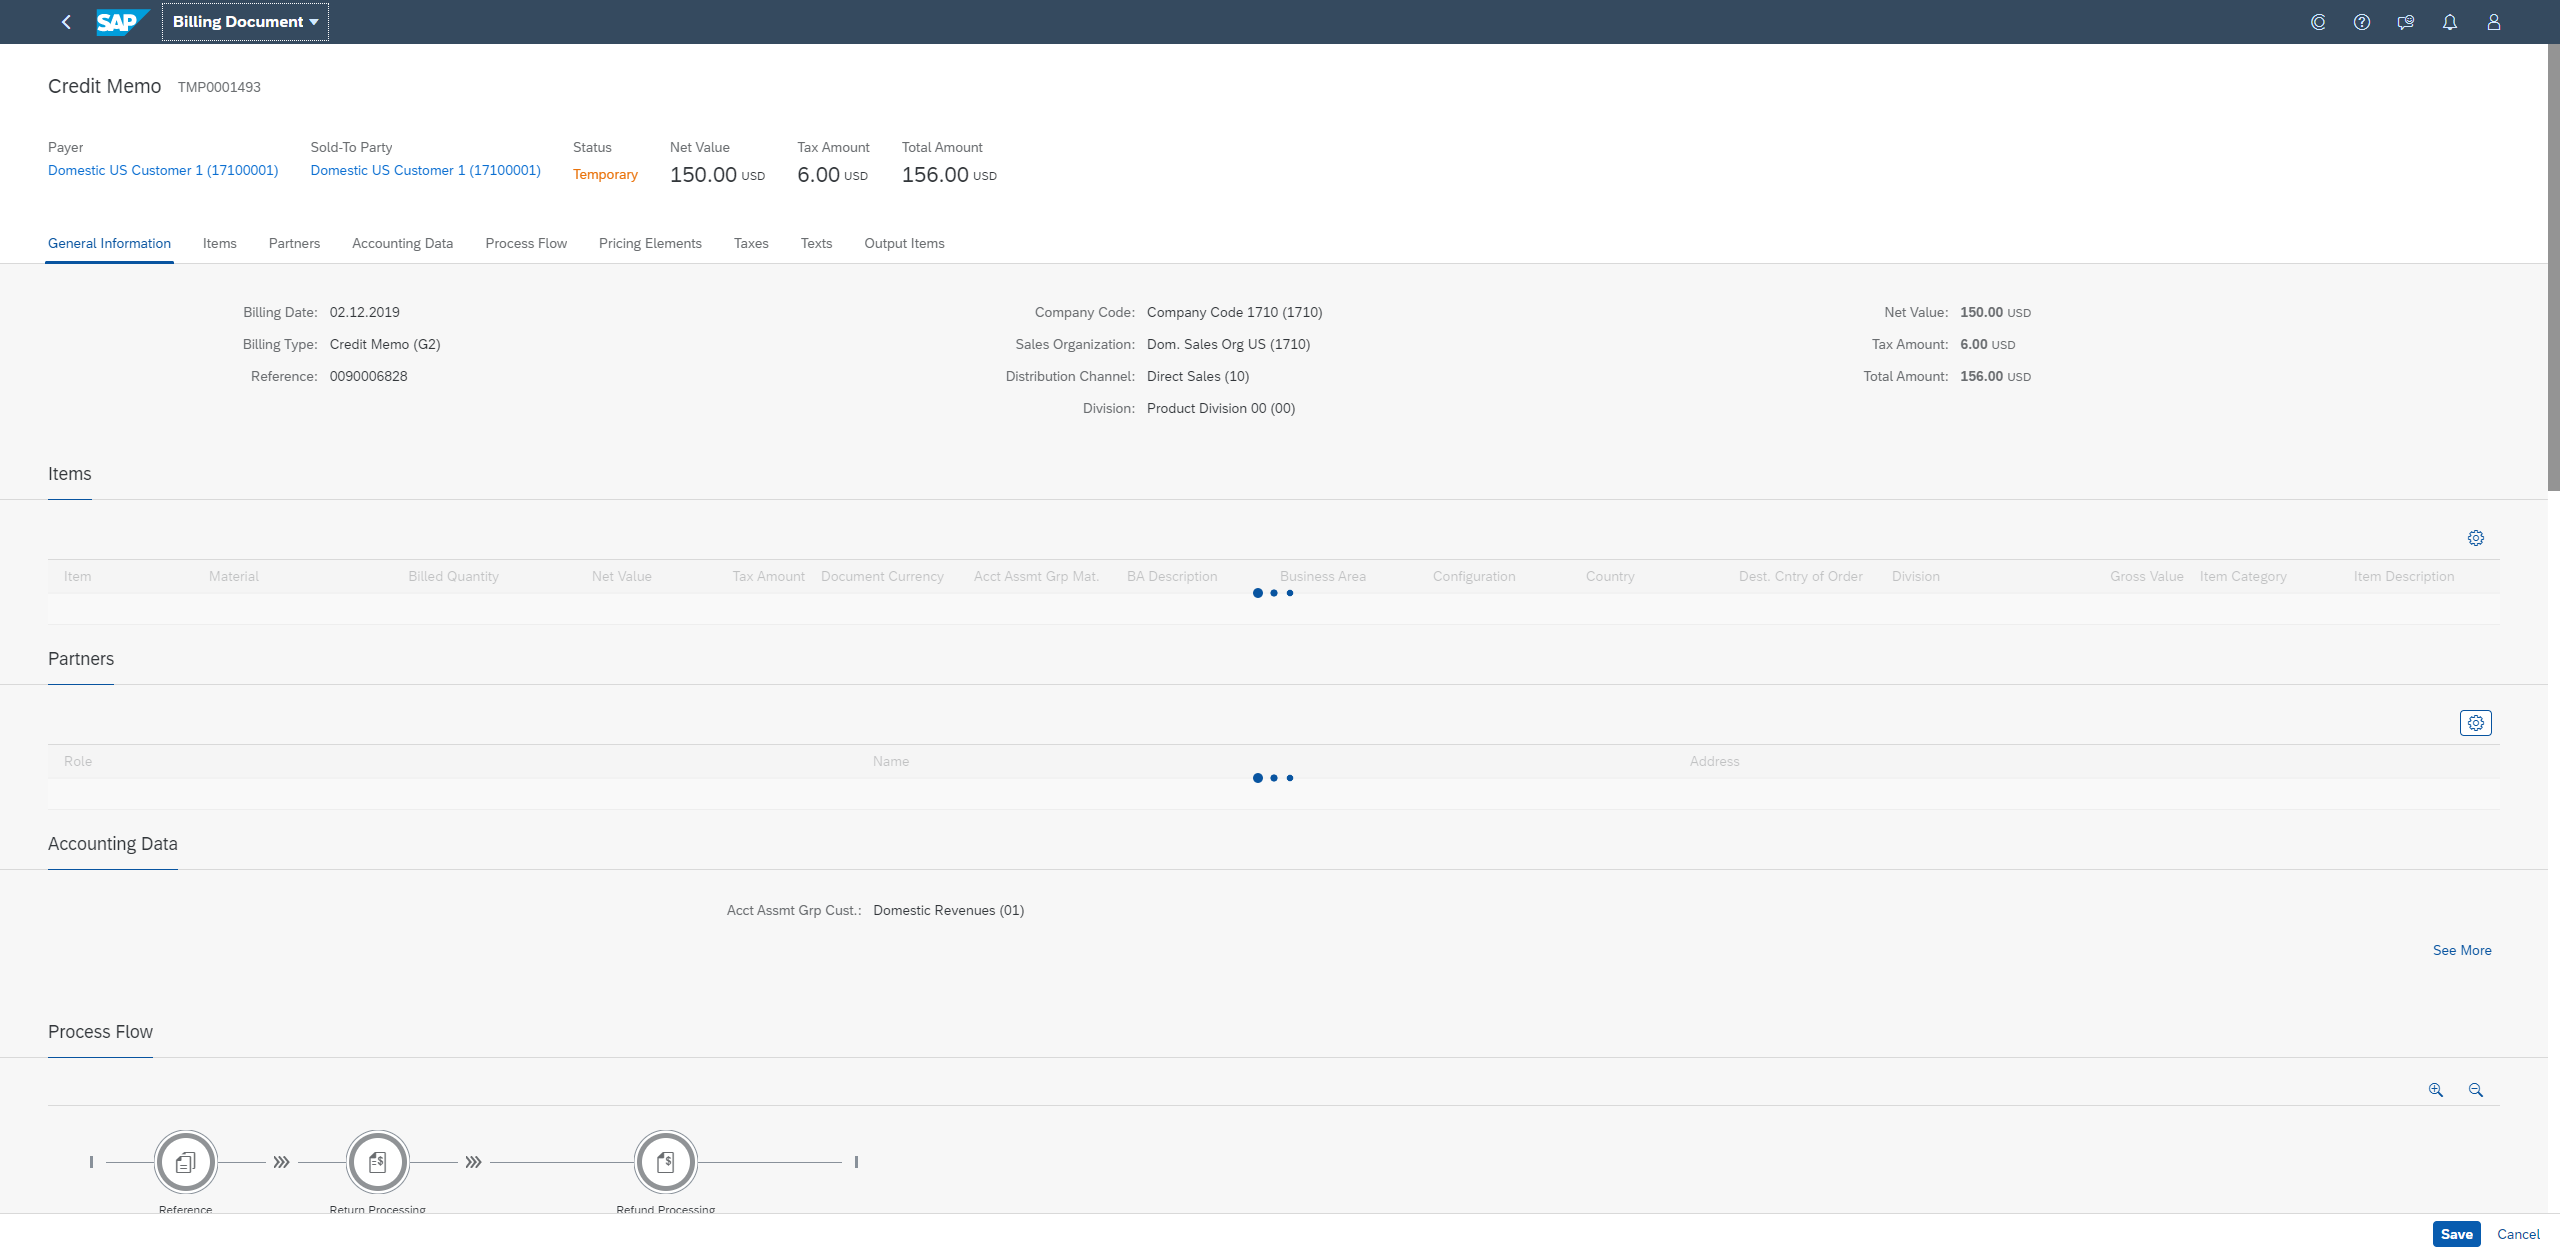 SAP Billing Document
Credit Memo TMP0001493
Payer Sold-To Party Status Net Value Tax Amount Total Amount
Domestic US Customer 1 (17100001) Domestic US Customer 1 (17100001) Temporary 150.00 USD 6.00 USD 156.00 USD
General Information Items Partners Accounting Data Process Flow Pricing Elements Taxes Texts Output Items
Billing Date: 02.12.2019 Company Code: Company Code 1710 (1710) Net Value: 150.00 USD
Billing Type: Credit Memo (G2) Sales Organization: Dom. Sales Org US (1710) Tax Amount: 6.00 USD
Reference: 0090006828 Distribution Channel: Direct Sales (10) Total Amount: 156.00 USD
Division: Product Division 00 (00)
Items
Item Material Billed Quantity Net Value Tax Amount Document Currency Acct Assmt Grp Mat. BA Description Business Area Configuration Country Dest. Cntry of Order Division Gross Value Item Category Item Description
Partners
Role Name Address
Accounting Data
Acct Assmt Grp Cust.: Domestic Revenues (01)
See More
Process Flow
Reference Return Processing Refund Processing
Save Cancel